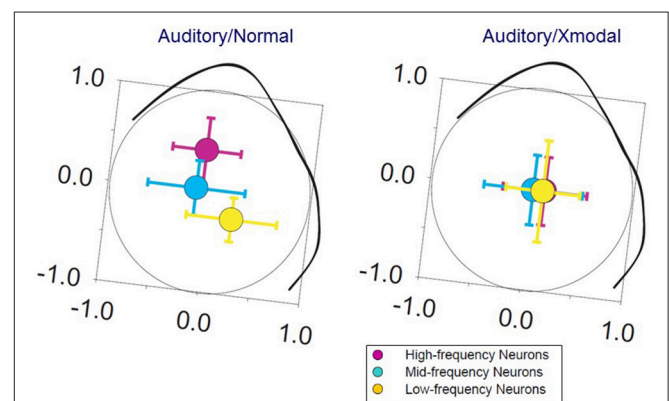 Auditory/Normal
Auditory/Xmodal
1.0
0.0
-1.0
-1.0
0.0
1.0
1.0
0.0
-1.0
-1.0
0.0
1.0
High-frequency Neurons
Mid-frequency Neurons
Low-frequency Neurons